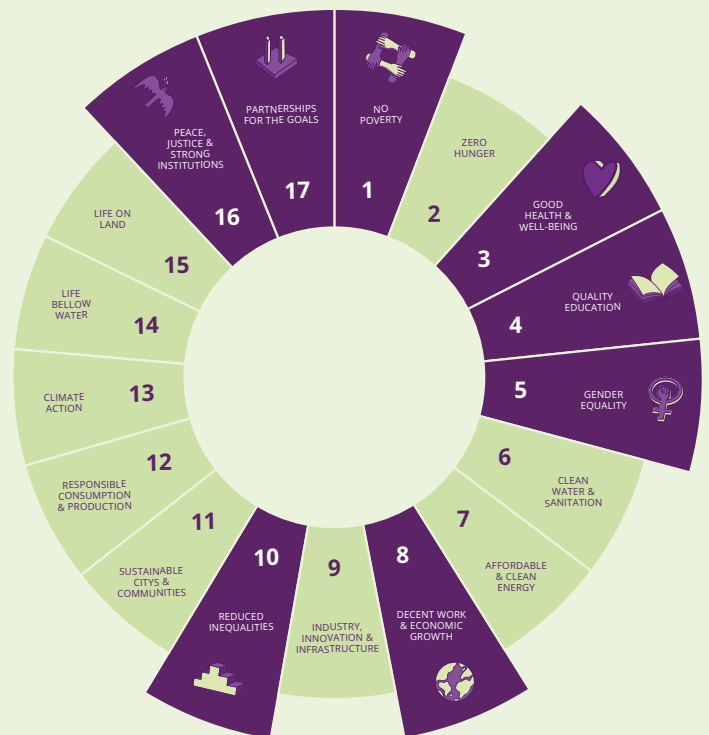 NO
POVERTY
1
ZERO
HUNGER
2
GOOD
HEALTH &
WELL-BEING
3
QUALITY
EDUCATION
4
GENDER
EQUALITY
5
6
CLEAN
WATER &
SANITATION
7
AFFORDABLE
& CLEAN
ENERGY
8
DECENT WORK
& ECONOMIC
GROWTH
9
INDUSTRY,
INNOVATION &
INFRASTRUCTURE
10
REDUCED
INEQUALITIES
11
SUSTAINABLE
CITYS &
COMMUNITIES
12
RESPONSIBLE
CONSUMPTION
& PRODUCTION
13
CLIMATE
ACTION
14
LIFE
BELLOW
WATER
15
LIFE ON
LAND
PEACE,
JUSTICE &
STRONG
INSTITUTIONS
16
PARTNERSHIPS
FOR THE GOALS
17